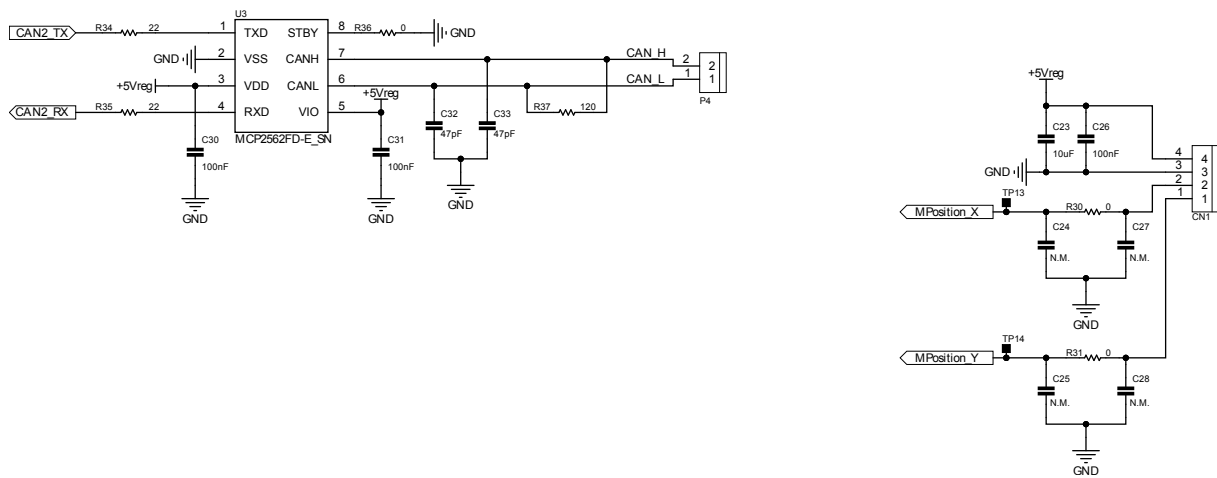 U3
CAN2_TX R34 22 1 TXD STBY 8 R36 0 GND
GND 2 VSS CANH 7 CAN_H 2 2
+5Vreg 3 VDD CANL 6 CAN_L 1 1
+5Vreg P4
CAN2_RX R35 22 4 RXD VIO 5 C32 C33 R37 120
47pF 47pF
MCP2562FD-E_SN
C30 C31
100nF 100nF
GND GND GND
+5Vreg
C23 C26
10uF 100nF
4 4
GND 3 3
2 2
1 1
TP13
CN1
MPosition_X R30 0
C24 C27
N.M. N.M.
GND
TP14
MPosition_Y R31 0
C25 C28
N.M. N.M.
GND